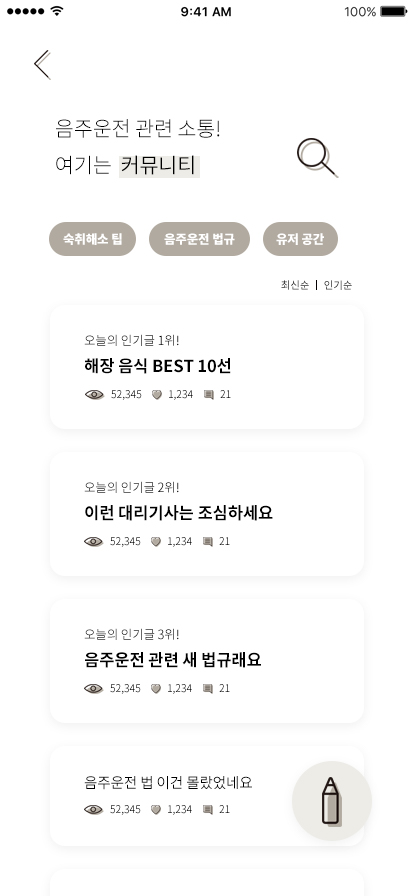 9:41 AM 100%
음주운전 관련 소통!
여기는 커뮤니티
숙취해소 팁 음주운전 법규 유저 공간
최신순 | 인기순
오늘의 인기글 1위!
해장 음식 BEST 10선
52,345 1,234 21
오늘의 인기글 2위!
이런 대리기사는 조심하세요
52,345 1,234 21
오늘의 인기글 3위!
음주운전 관련 새 법규래요
52,345 1,234 21
음주운전 법 이건 몰랐었네요
52,345 1,234 21